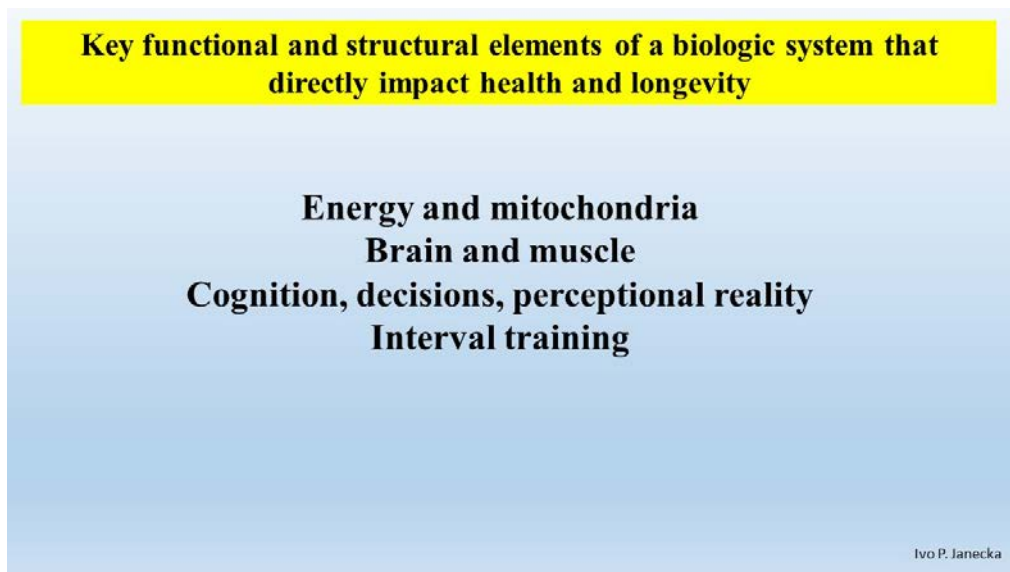 Key functional and structural elements of a biologic system that
directly impact health and longevity
Energy and mitochondria
Brain and muscle
Cognition, decisions, perceptional reality
Interval training
Ivo P. Janecka